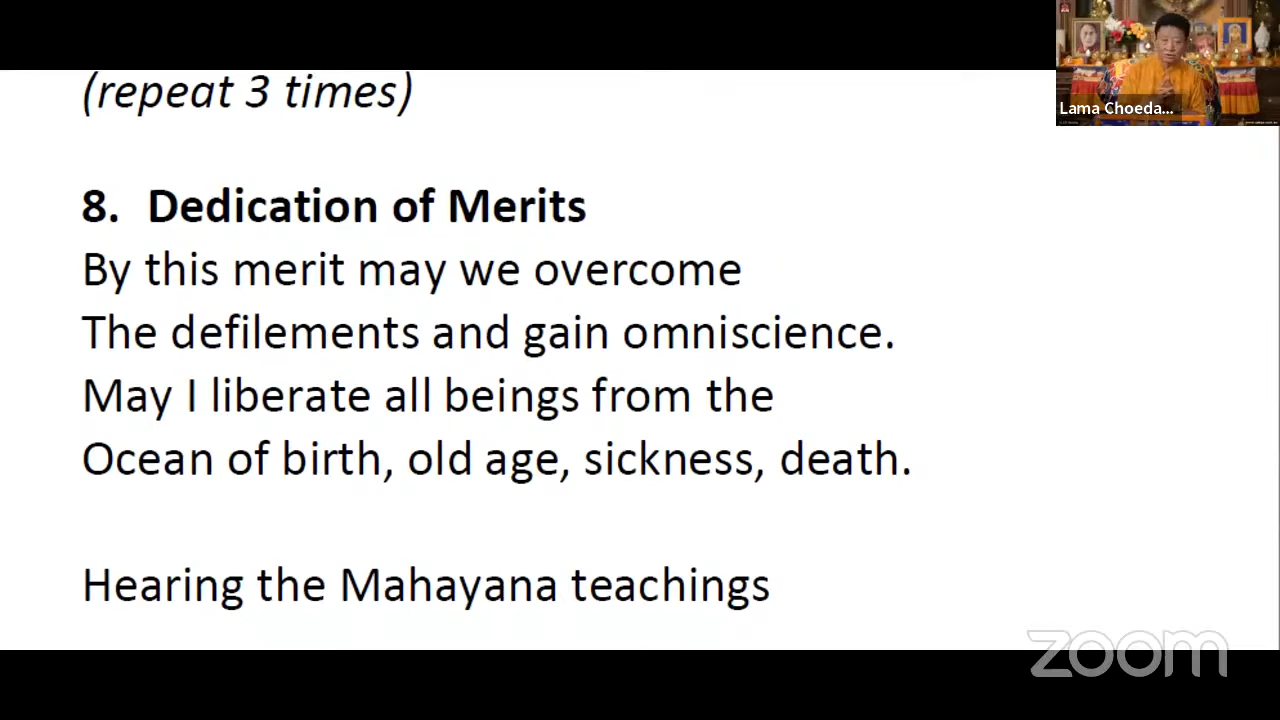 (repeat 3 times)
8. Dedication of Merits
By this merit may we overcome
The defilements and gain omniscience.
May I liberate all beings from the
Ocean of birth, old age, sickness, death.
Hearing the Mahayana teachings
Lama Choeda...
zoom